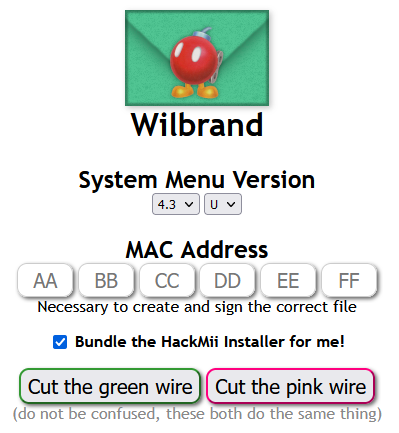 Wilbrand
System Menu Version
4.3 U
MAC Address
AA BB CC DD EE FF
Necessary to create and sign the correct file
Bundle the HackMii Installer for me!
Cut the green wire Cut the pink wire
(do not be confused, these both do the same thing)